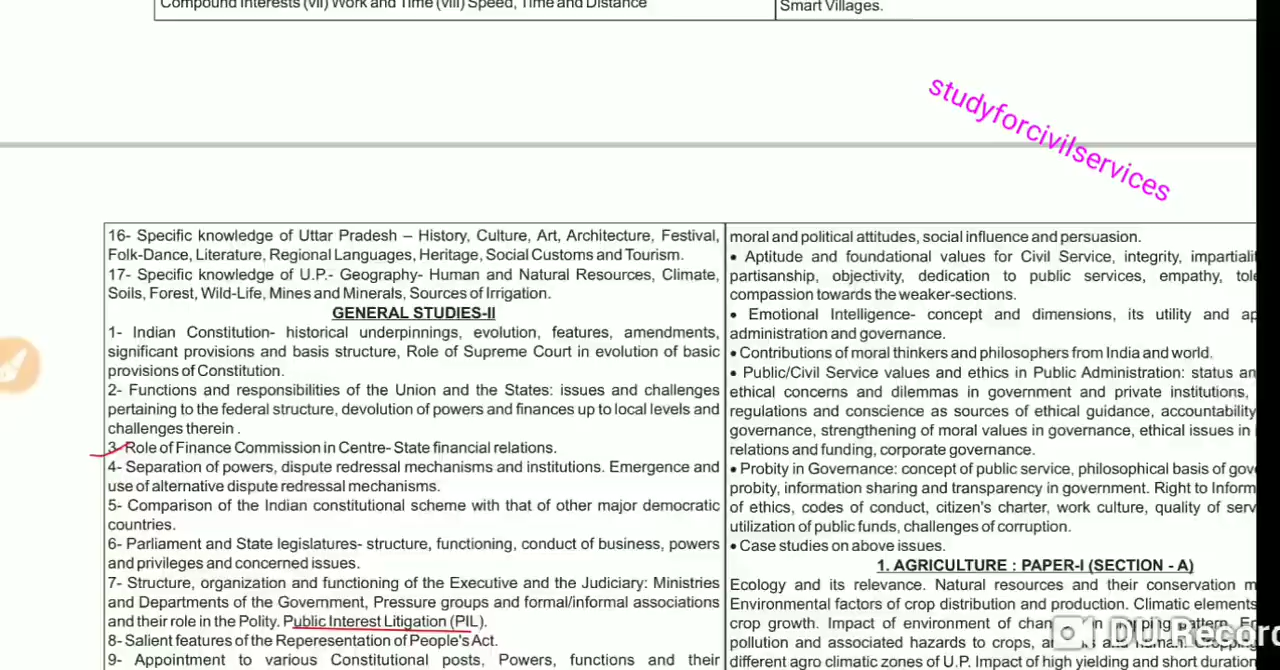 Compound Interests (vii) Work and Time (viii) Speed, Time and Distance
Smart Villages.
studyforcivilservices
16- Specific knowledge of Uttar Pradesh – History, Culture, Art, Architecture, Festival,
Folk-Dance, Literature, Regional Languages, Heritage, Social Customs and Tourism.
17- Specific knowledge of U.P.- Geography- Human and Natural Resources, Climate,
Soils, Forest, Wild-Life, Mines and Minerals, Sources of Irrigation.
GENERAL STUDIES-II
1- Indian Constitution- historical underpinnings, evolution, features, amendments,
significant provisions and basis structure, Role of Supreme Court in evolution of basic
provisions of Constitution.
2- Functions and responsibilities of the Union and the States: issues and challenges
pertaining to the federal structure, devolution of powers and finances up to local levels and
challenges therein .
3- Role of Finance Commission in Centre- State financial relations.
4- Separation of powers, dispute redressal mechanisms and institutions. Emergence and
use of alternative dispute redressal mechanisms.
5- Comparison of the Indian constitutional scheme with that of other major democratic
countries.
6- Parliament and State legislatures- structure, functioning, conduct of business, powers
and privileges and concerned issues.
7- Structure, organization and functioning of the Executive and the Judiciary: Ministries
and Departments of the Government, Pressure groups and formal/informal associations
and their role in the Polity. Public Interest Litigation (PIL).
8- Salient features of the Reperesentation of People's Act.
9- Appointment to various Constitutional posts, Powers, functions and their
moral and political attitudes, social influence and persuasion.
• Aptitude and foundational values for Civil Service, integrity, impartialit
partisanship, objectivity, dedication to public services, empathy, tole
compassion towards the weaker-sections.
• Emotional Intelligence- concept and dimensions, its utility and ap
administration and governance.
• Contributions of moral thinkers and philosophers from India and world.
• Public/Civil Service values and ethics in Public Administration: status an
ethical concerns and dilemmas in government and private institutions,
regulations and conscience as sources of ethical guidance, accountability
governance, strengthening of moral values in governance, ethical issues in
relations and funding, corporate governance.
• Probity in Governance: concept of public service, philosophical basis of gov
probity, information sharing and transparency in government. Right to Inform
of ethics, codes of conduct, citizen's charter, work culture, quality of serv
utilization of public funds, challenges of corruption.
• Case studies on above issues.
1. AGRICULTURE : PAPER-I (SECTION - A)
Ecology and its relevance. Natural resources and their conservation m
Environmental factors of crop distribution and production. Climatic elements
crop growth. Impact of environment of chan
pollution and associated hazards to crops,
different agro climatic zones of U.P. Impact of high yielding and short duration
DU Recorc